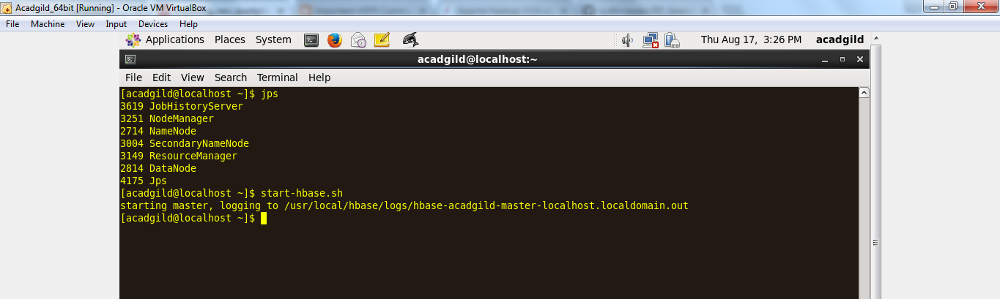 Acadgild_64bit [Running] - Oracle VM VirtualBox
File Machine View Input Devices Help
Applications Places System Thu Aug 17, 3:26 PM acadgild
acadgild@localhost:~
File Edit View Search Terminal Help
[acadgild@localhost ~]$ jps
3619 JobHistoryServer
3251 NodeManager
2714 NameNode
3004 SecondaryNameNode
3149 ResourceManager
2814 DataNode
4175 Jps
[acadgild@localhost ~]$ start-hbase.sh
starting master, logging to /usr/local/hbase/logs/hbase-acadgild-master-localhost.localdomain.out
[acadgild@localhost ~]$